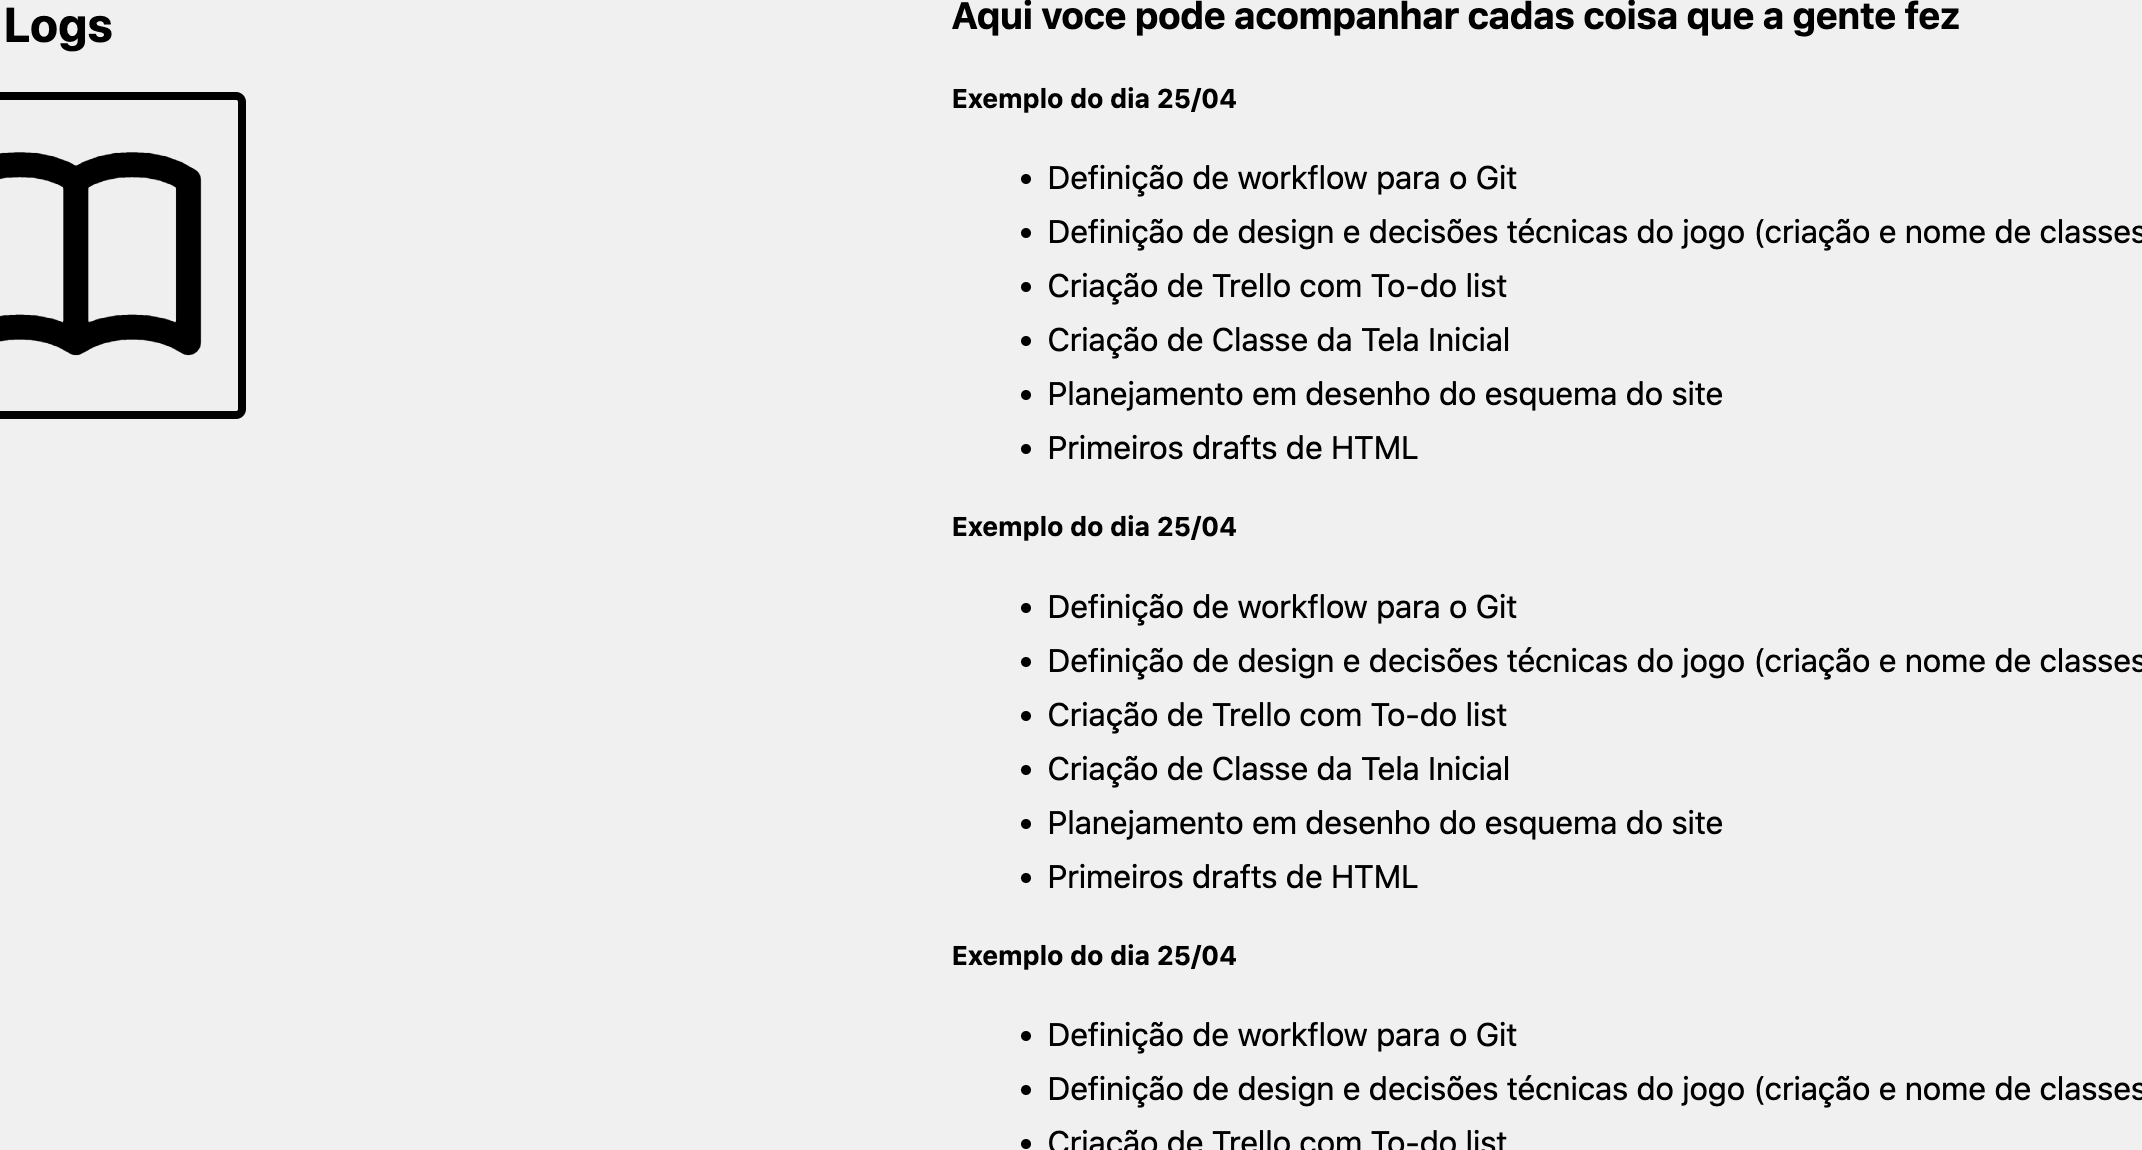 Logs
Aqui voce pode acompanhar cadas coisa que a gente fez
Exemplo do dia 25/04
Definição de workflow para o Git
Definição de design e decisões técnicas do jogo (criação e nome de classes
Criação de Trello com To-do list
Criação de Classe da Tela Inicial
Planejamento em desenho do esquema do site
Primeiros drafts de HTML
Exemplo do dia 25/04
Definição de workflow para o Git
Definição de design e decisões técnicas do jogo (criação e nome de classes
Criação de Trello com To-do list
Criação de Classe da Tela Inicial
Planejamento em desenho do esquema do site
Primeiros drafts de HTML
Exemplo do dia 25/04
Definição de workflow para o Git
Definição de design e decisões técnicas do jogo (criação e nome de classes
Criação de Trello com To-do list